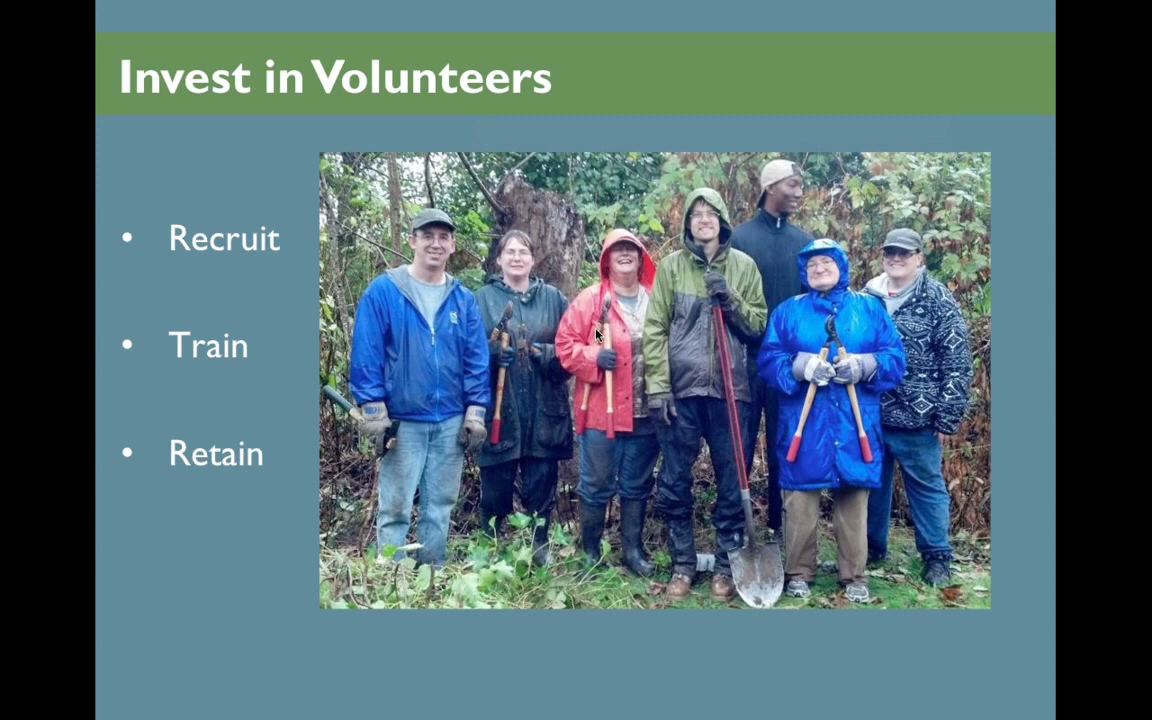 Invest in Volunteers
• Recruit
• Train
• Retain